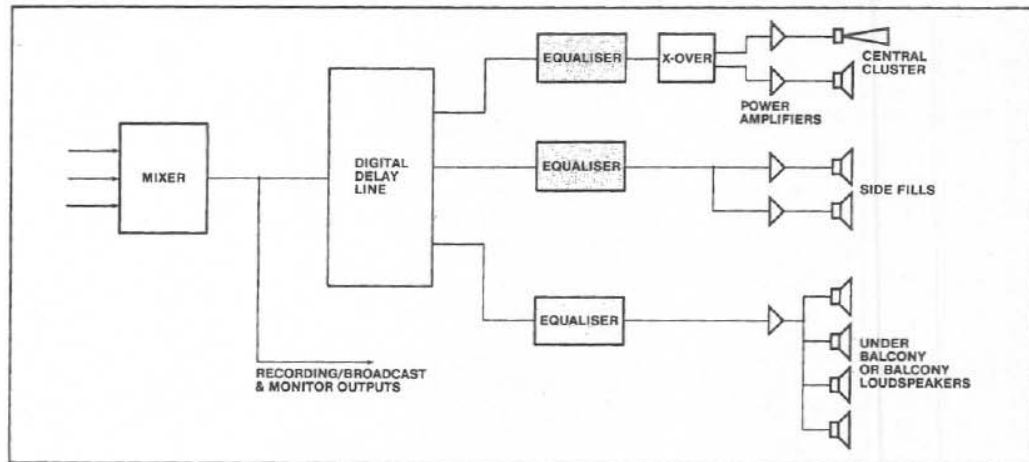 EQUALISER
X-OVER
CENTRAL
CLUSTER
POWER
AMPLIFIERS
MIXER
DIGITAL
DELAY
LINE
EQUALISER
SIDE FILLS
EQUALISER
UNDER
BALCONY
OR BALCONY
LOUDSPEAKERS
RECORDING/BROADCAST
& MONITOR OUTPUTS